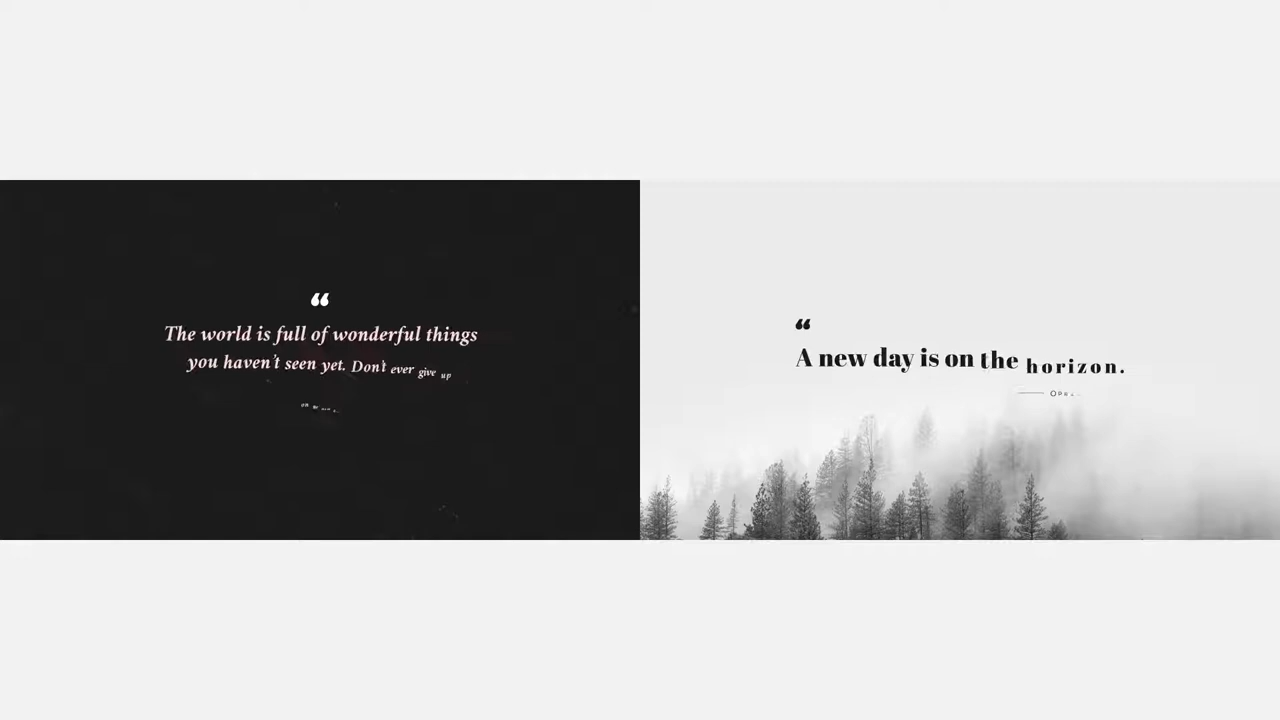 “
The world is full of wonderful things
you haven't seen yet. Don't ever give up
“
A new day is on the horizon.